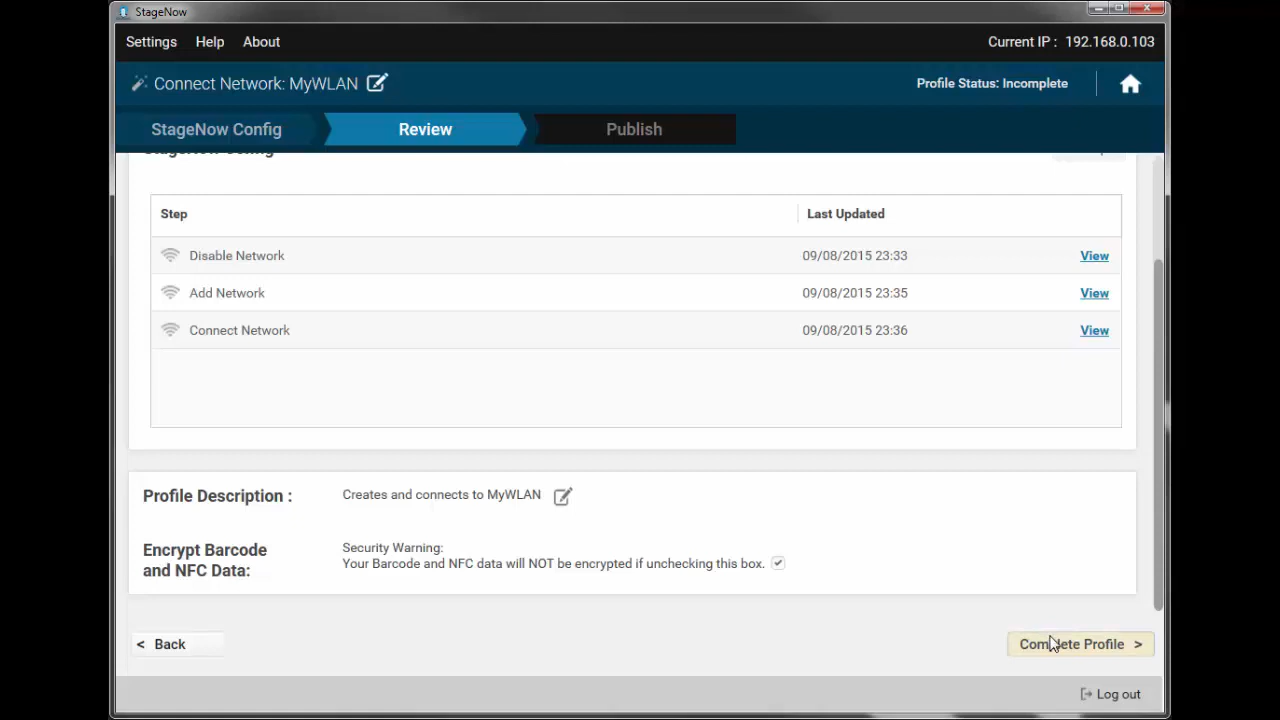 StageNow
Settings Help About Current IP : 192.168.0.103
Connect Network: MyWLAN Profile Status: Incomplete
StageNow Config Review Publish
StageNow Config
Step Last Updated
Disable Network 09/08/2015 23:33 View
Add Network 09/08/2015 23:35 View
Connect Network 09/08/2015 23:36 View
Profile Description : Creates and connects to MyWLAN
Encrypt Barcode Security Warning:
and NFC Data: Your Barcode and NFC data will NOT be encrypted if unchecking this box.
< Back Complete Profile >
Log out